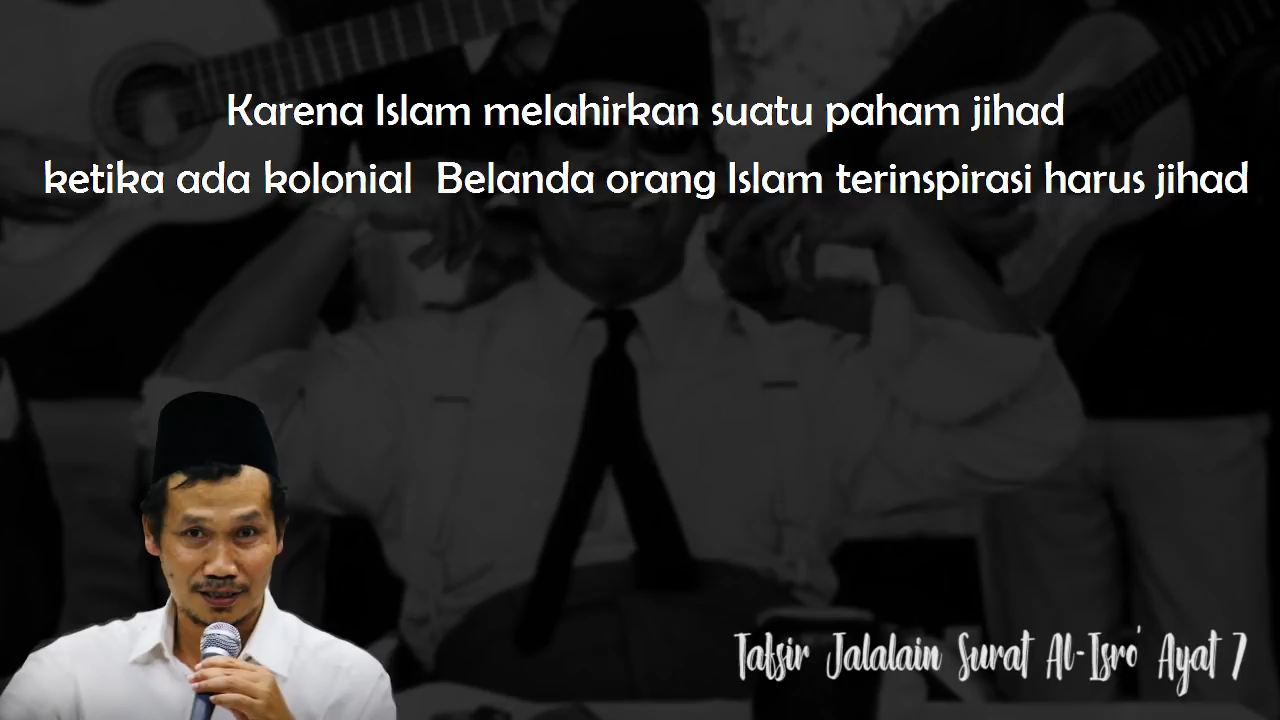 Karena Islam melahirkan suatu paham jihad
ketika ada kolonial Belanda orang Islam terinspirasi harus jihad
Tafsir Jalalain Surat Al-Isro' Ayat 7